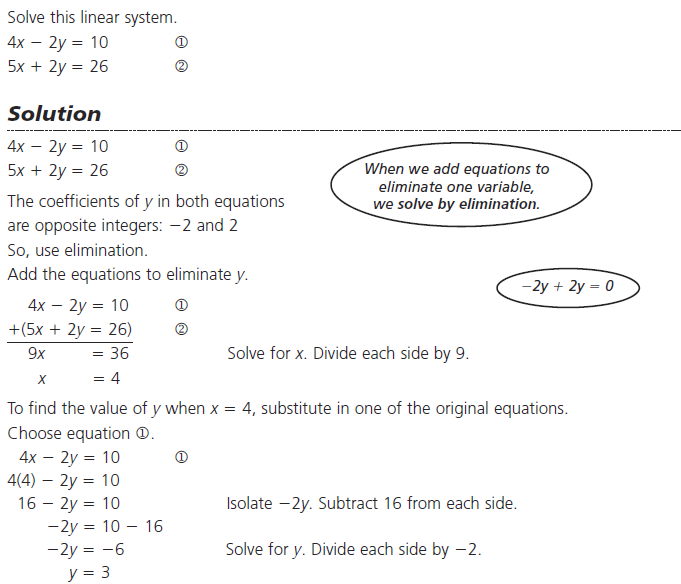 Solve this linear system.
4x − 2y = 10 ①
5x + 2y = 26 ②
Solution
4x − 2y = 10 ①
5x + 2y = 26 ②
When we add equations to
eliminate one variable,
we solve by elimination.
The coefficients of y in both equations
are opposite integers: −2 and 2
So, use elimination.
Add the equations to eliminate y.
−2y + 2y = 0
4x − 2y = 10 ①
+(5x + 2y = 26) ②
9x = 36 Solve for x. Divide each side by 9.
x = 4
To find the value of y when x = 4, substitute in one of the original equations.
Choose equation ①.
4x − 2y = 10 ①
4(4) − 2y = 10
16 − 2y = 10 Isolate −2y. Subtract 16 from each side.
−2y = 10 − 16
−2y = −6 Solve for y. Divide each side by −2.
y = 3